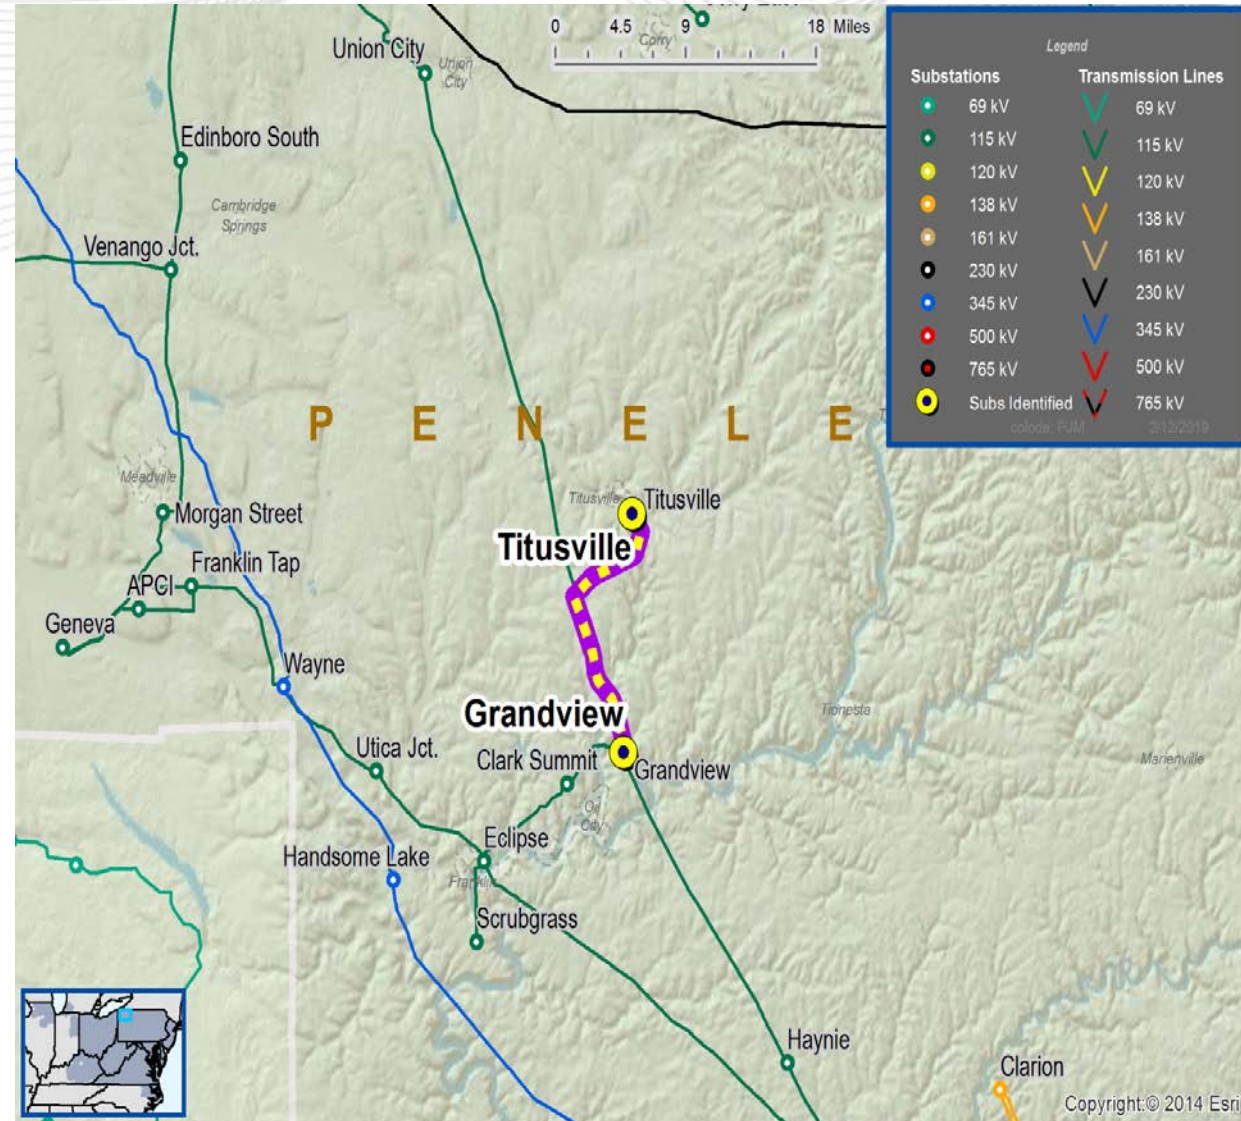 0 4.5 9 18 Miles
Corry
Union City
Union
City
Edinboro South
Cambridge
Springs
Venango Jct.
P E N E L E
Meadville
Morgan Street
Franklin Tap
APCI
Geneva
Wayne
Titusville
Titusville
Titusville
Grandview
Grandview
Utica Jct.
Clark Summit
Oil
City
Eclipse
Handsome Lake
Franklin
Scrubgrass
Tionesta
Marienville
Haynie
Clarion
Legend
Substations Transmission Lines
69 kV 69 kV
115 kV 115 kV
120 kV 120 kV
138 kV 138 kV
161 kV 161 kV
230 kV 230 kV
345 kV 345 kV
500 kV 500 kV
765 kV 765 kV
Subs Identified
PJM 2/12/2019
Copyright:© 2014 Esri